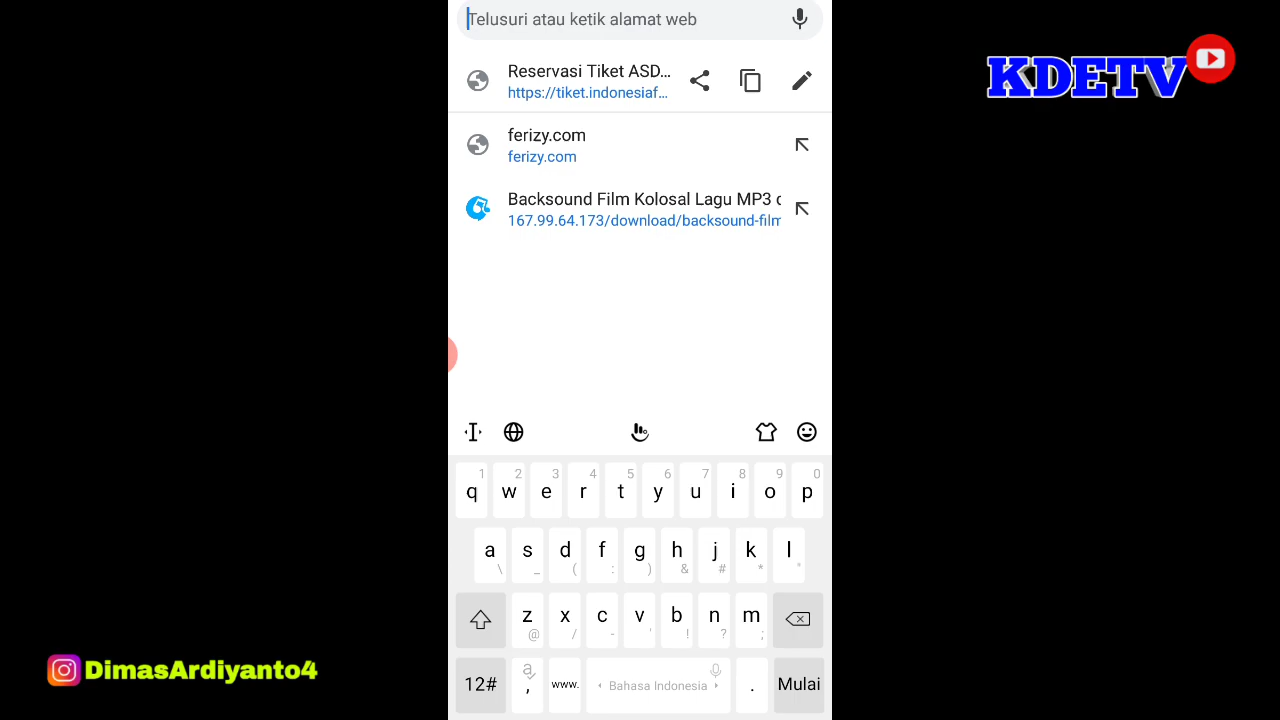 Telusuri atau ketik alamat web
KDETV
Reservasi Tiket ASD...
https://tiket.indonesiaf...
ferizy.com
ferizy.com
Backsound Film Kolosal Lagu MP3
167.99.64.173/download/backsound-film
1 2 3 4 5 6 7 8 9 0
q w e r t y u i o p
a s d f g h j k l
\ _ ( : ) & # * "
z x c v b n m
@ / - ' ! ? ;
12# , www. Bahasa Indonesia . Mulai
DimasArdiyanto4